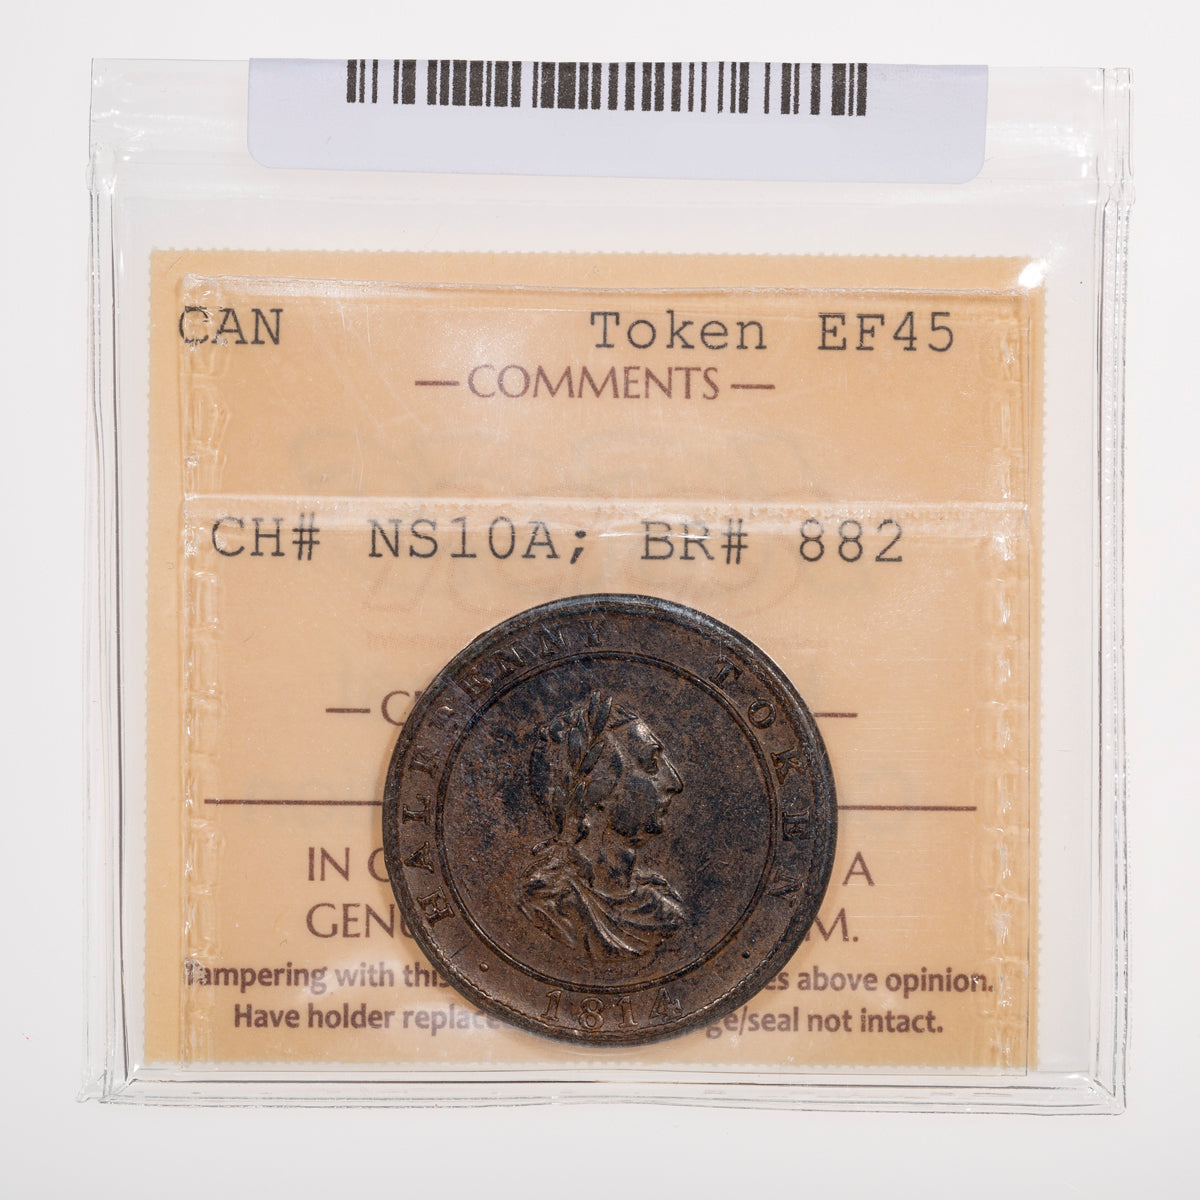 CAN Token EF45
— COMMENTS —
CH# NS10A; BR# 882
IN A
GENU M.
Tampering with this es above opinion.
Have holder replace ge/seal not intact.
HALFPENNY TOKEN
1814